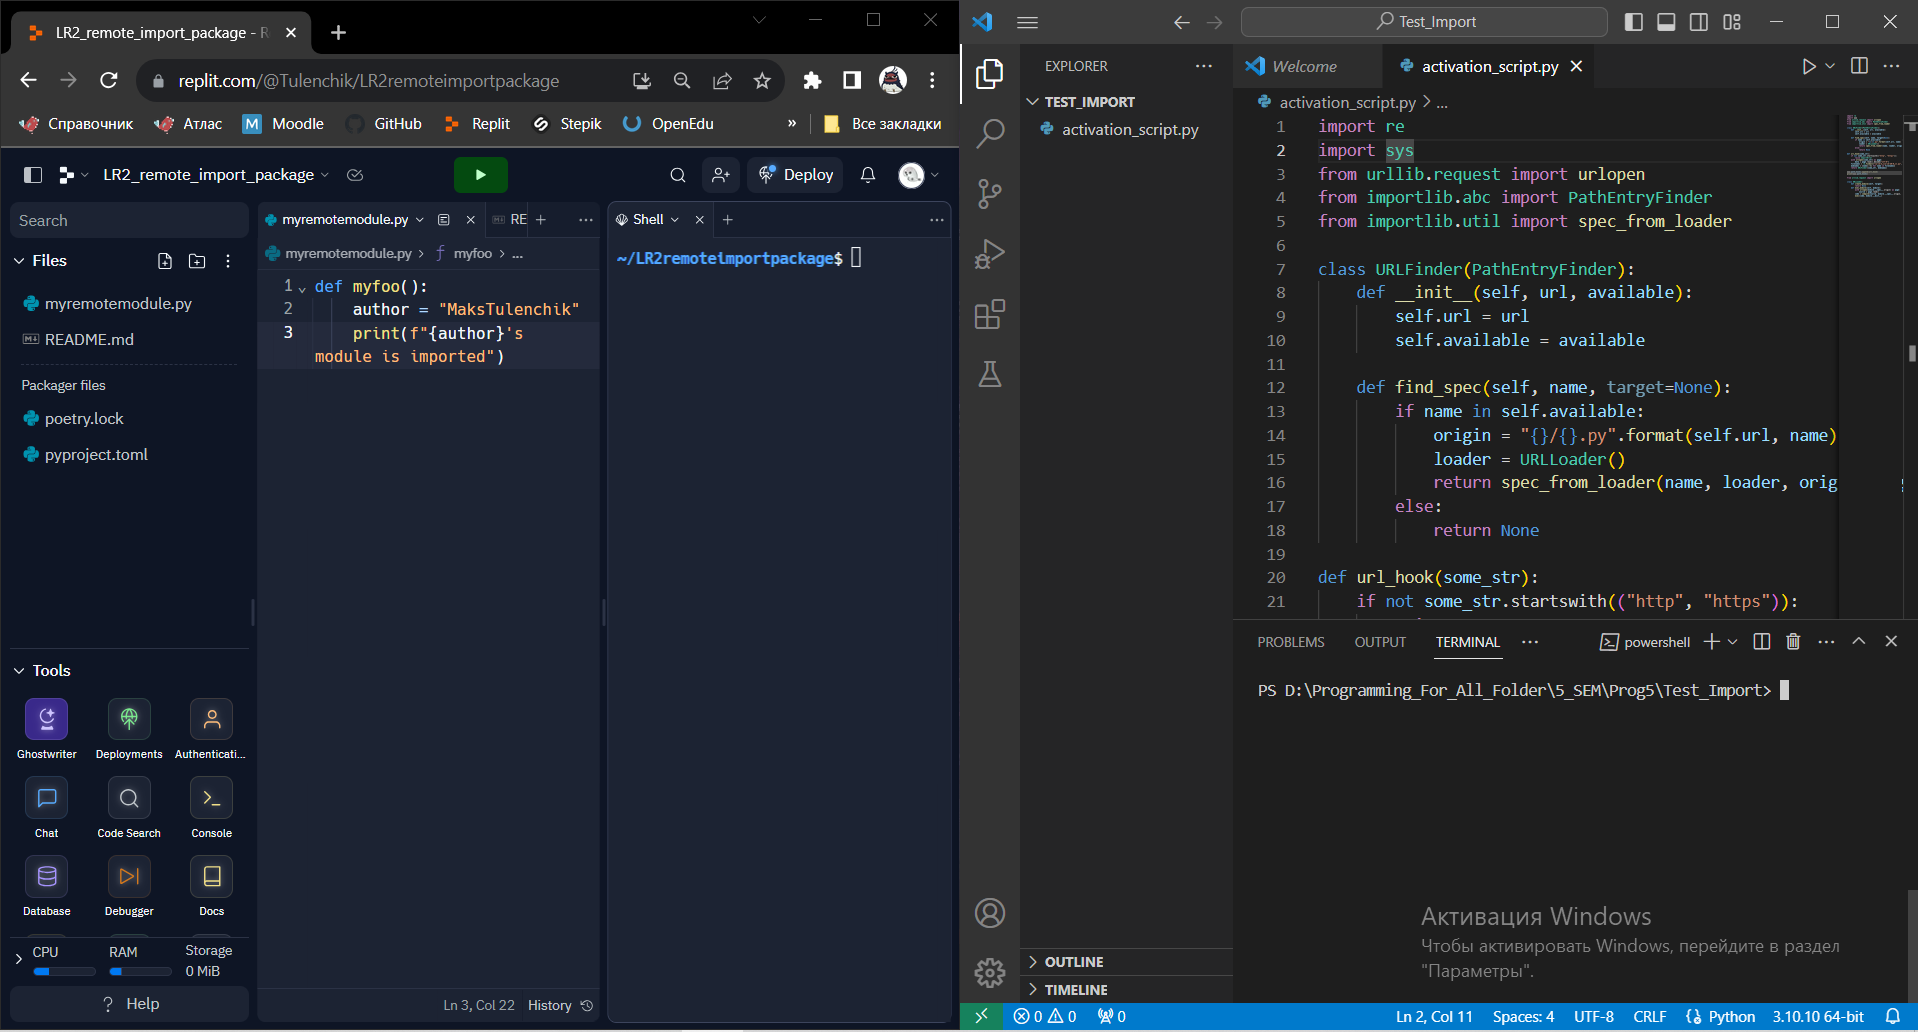 LR2_remote_import_package - R
replit.com/@Tulenchik/LR2remoteimportpackage
Справочник
Атлас
Moodle
GitHub
Replit
Stepik
OpenEdu
»
Все закладки
LR2_remote_import_package
Deploy
Search
Files
myremotemodule.py
README.md
Packager files
poetry.lock
pyproject.toml
Tools
Ghostwriter
Deployments
Authenticati...
Chat
Code Search
Console
Database
Debugger
Docs
CPU
RAM
Storage
0 MiB
? Help
myremotemodule.py
RE
myremotemodule.py > myfoo > ...
1 def myfoo():
2 author = "MaksTulenchik"
3 print(f"{author}'s
module is imported")
Ln 3, Col 22 History
Shell
~/LR2remoteimportpackage$
Test_Import
EXPLORER
TEST_IMPORT
activation_script.py
OUTLINE
TIMELINE
Welcome
activation_script.py
activation_script.py > ...
1 import re
2 import sys
3 from urllib.request import urlopen
4 from importlib.abc import PathEntryFinder
5 from importlib.util import spec_from_loader
6
7 class URLFinder(PathEntryFinder):
8 def __init__(self, url, available):
9 self.url = url
10 self.available = available
11
12 def find_spec(self, name, target=None):
13 if name in self.available:
14 origin = "{}/{}.py".format(self.url, name)
15 loader = URLLoader()
16 return spec_from_loader(name, loader, orig
17 else:
18 return None
19
20 def url_hook(some_str):
21 if not some_str.startswith(("http", "https")):
PROBLEMS OUTPUT TERMINAL ...
powershell
PS D:\Programming_For_All_Folder\5_SEM\Prog5\Test_Import>
Активация Windows
Чтобы активировать Windows, перейдите в раздел
"Параметры".
0 0 0
Ln 2, Col 11 Spaces: 4 UTF-8 CRLF Python 3.10.10 64-bit